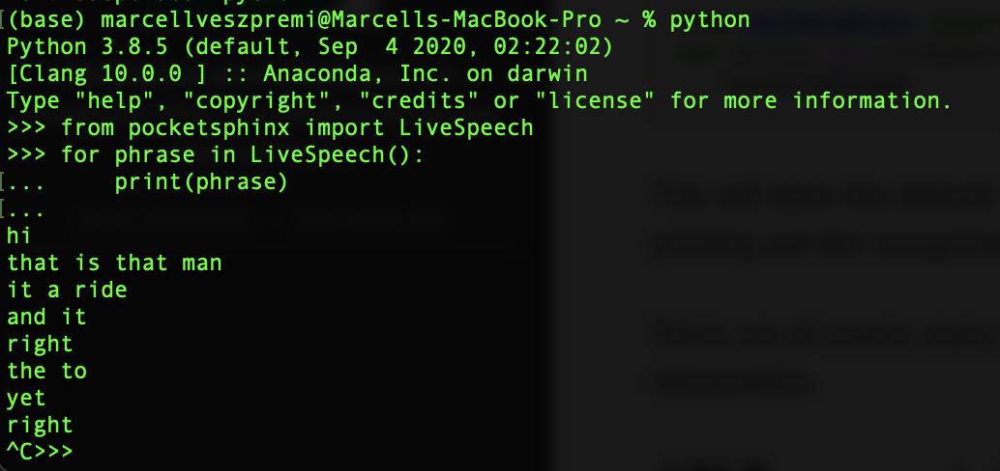 (base) marcellveszpremi@Marcells-MacBook-Pro ~ % python
Python 3.8.5 (default, Sep  4 2020, 02:22:02)
[Clang 10.0.0 ] :: Anaconda, Inc. on darwin
Type "help", "copyright", "credits" or "license" for more information.
>>> from pocketsphinx import LiveSpeech
>>> for phrase in LiveSpeech():
...     print(phrase)
...
hi
that is that man
it a ride
and it
right
the to
yet
right
^C>>>